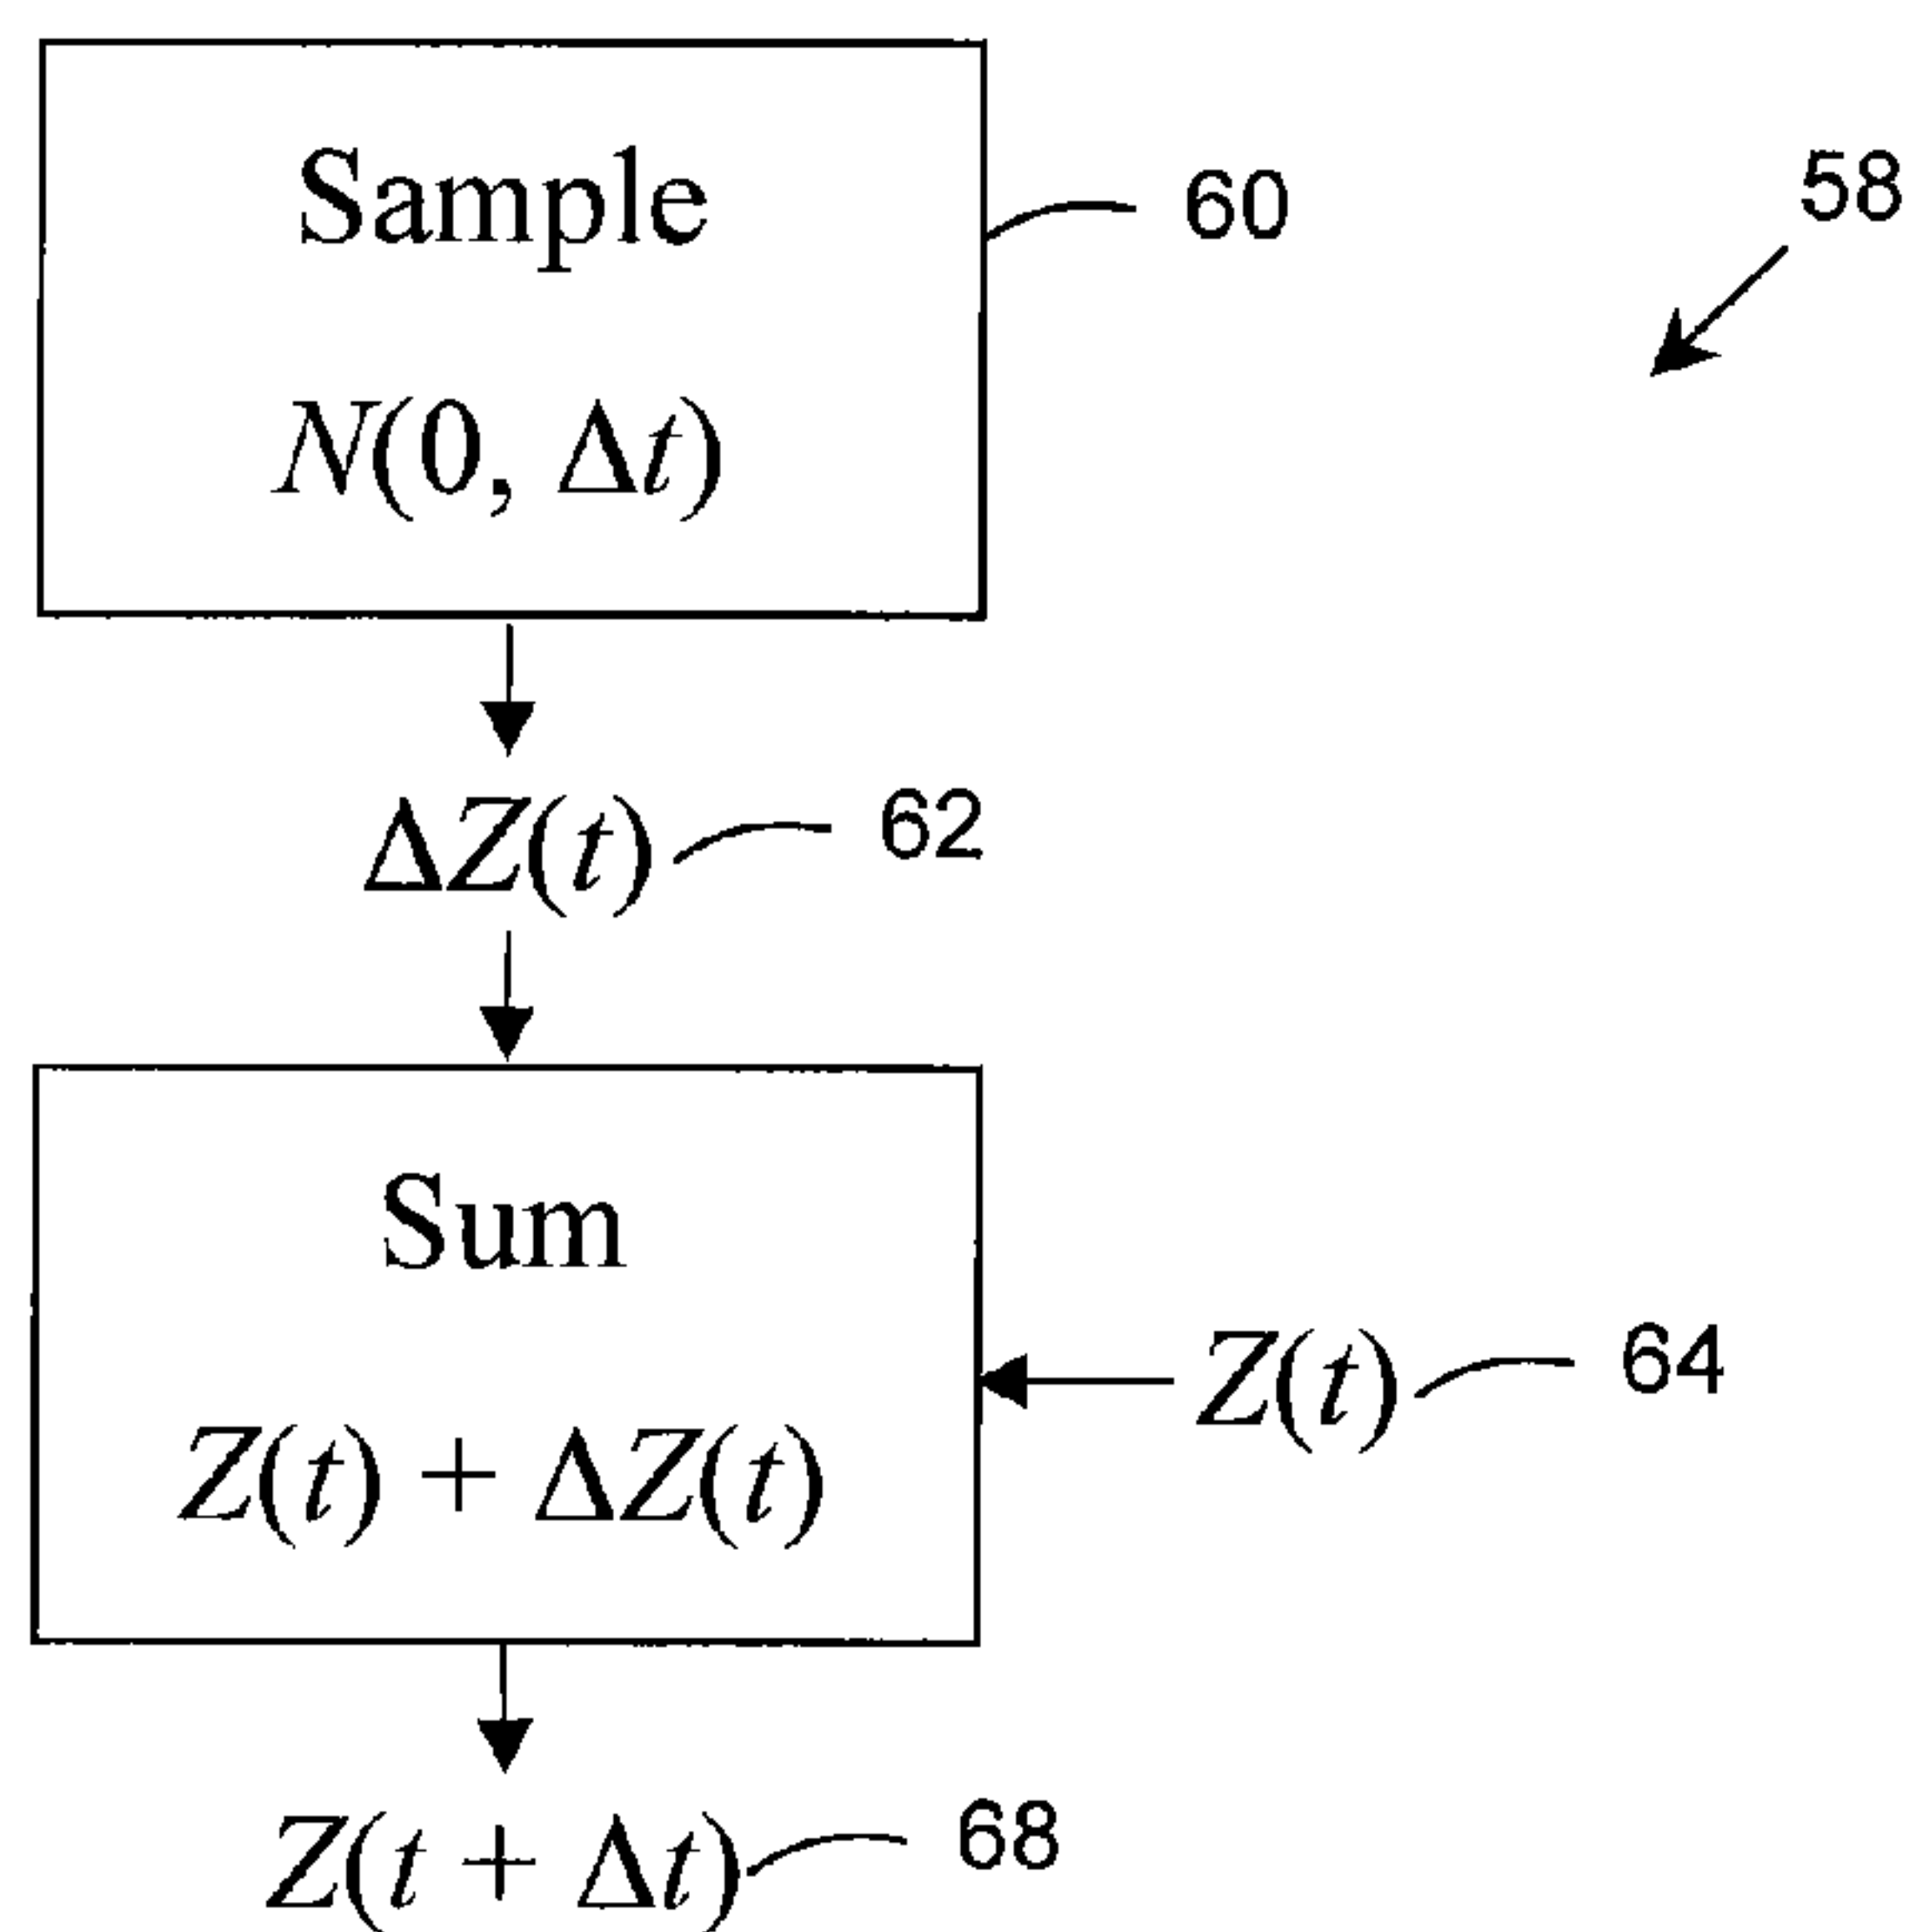 Sample
60
58
N(0, Δt)
ΔZ(t)
62
Sum
Z(t)
64
Z(t) + ΔZ(t)
Z(t + Δt)
68